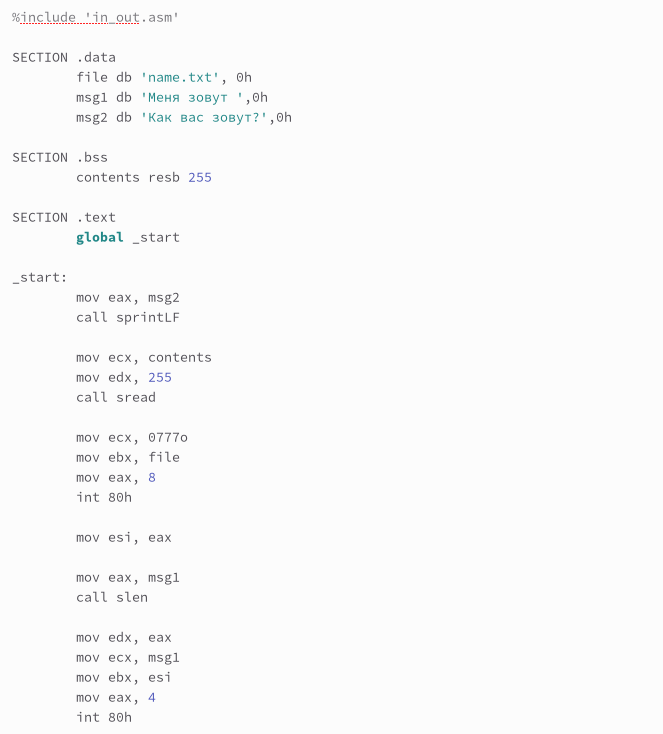 %include 'in_out.asm'
SECTION .data
file db 'name.txt', 0h
msg1 db 'Меня зовут ',0h
msg2 db 'Как вас зовут?',0h
SECTION .bss
contents resb 255
SECTION .text
global _start
_start:
mov eax, msg2
call sprintLF
mov ecx, contents
mov edx, 255
call sread
mov ecx, 0777o
mov ebx, file
mov eax, 8
int 80h
mov esi, eax
mov eax, msg1
call slen
mov edx, eax
mov ecx, msg1
mov ebx, esi
mov eax, 4
int 80h